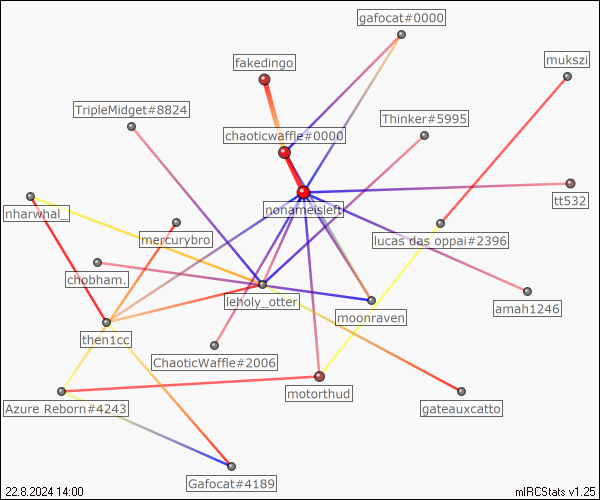 gafocat#0000
mukszi
fakedingo
TripleMidget#8824
Thinker#5995
chaoticwaffle#0000
tt532
nonameisleft
nharwhal_
mercurybro
lucas das oppai#2396
chobham.
leholy_otter
amah1246
moonraven
then1cc
ChaoticWaffle#2006
motorthud
Azure Reborn#4243
gateauxcatto
Gafocat#4189
22.8.2024 14:00
mIRCStats v1.25